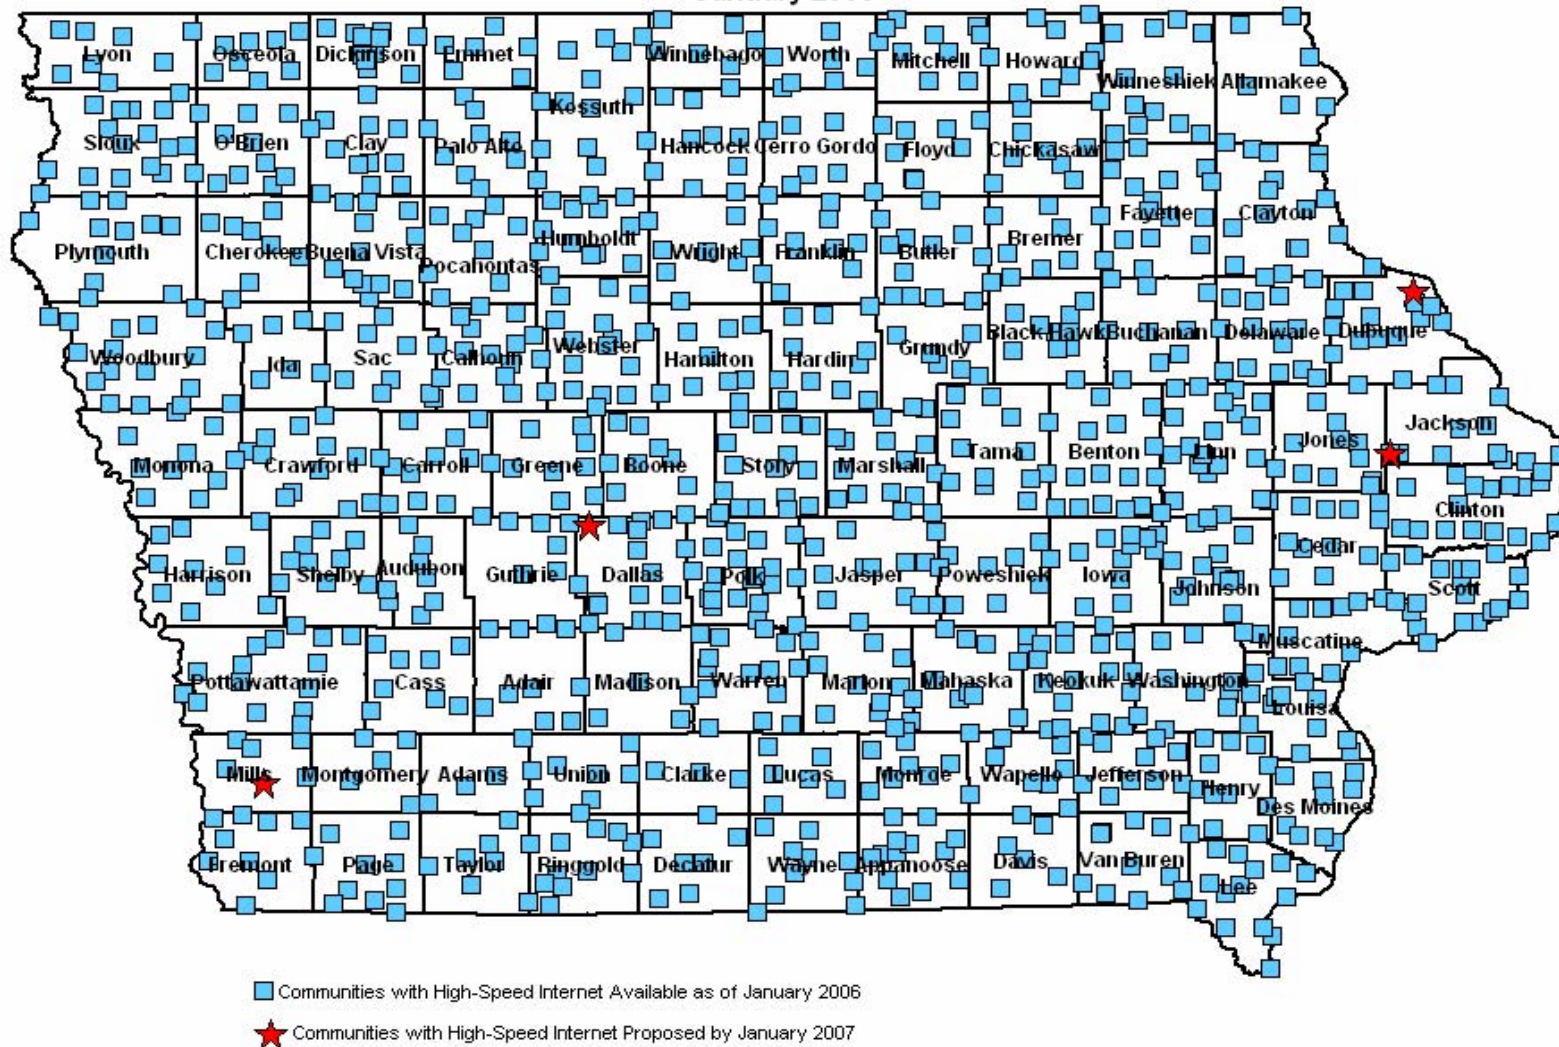 Lyon Osceola Dickinson Emmet Winnebago Worth Mitchell Howard Winneshiek Allamakee
Kossuth
Sioux O'Brien Clay Palo Alto Hancock Cerro Gordo Floyd Chickasaw
Plymouth Cherokee Buena Vista Pocahontas Humboldt Wright Franklin Butler Bremer Fayette Clayton
Woodbury Ida Sac Calhoun Webster Hamilton Hardin Grundy Black Hawk Buchanan Delaware Dubuque
Monona Crawford Carroll Greene Boone Story Marshall Tama Benton Linn Jones Jackson
Clinton
Harrison Shelby Audubon Guthrie Dallas Polk Jasper Poweshiek Iowa Johnson Cedar Scott
Muscatine
Pottawattamie Cass Adair Madison Warren Marion Mahaska Keokuk Washington Louisa
Mills Montgomery Adams Union Clarke Lucas Monroe Wapello Jefferson Henry Des Moines
Fremont Page Taylor Ringgold Decatur Wayne Appanoose Davis Van Buren Lee
Communities with High-Speed Internet Available as of January 2006
Communities with High-Speed Internet Proposed by January 2007